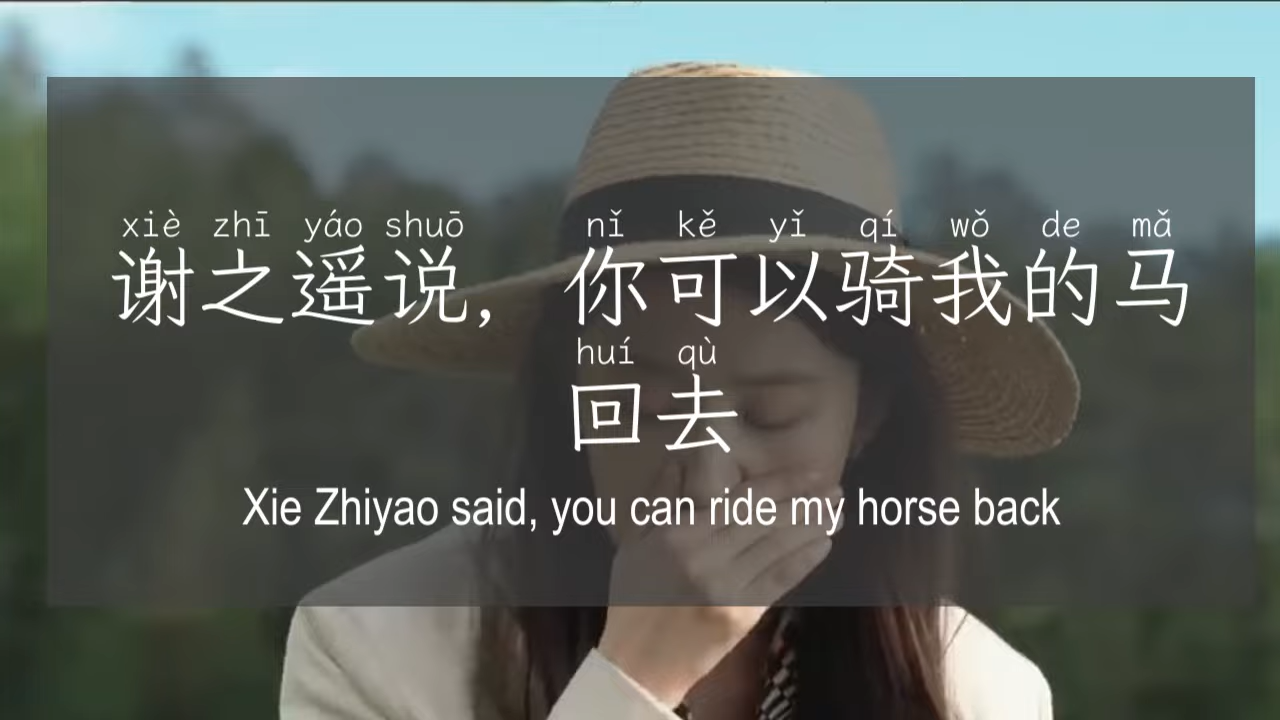 xiè zhī yáo shuō nǐ kě yǐ qí wǒ de mǎ
谢之遥说，你可以骑我的马
huí qù
回去
Xie Zhiyao said, you can ride my horse back